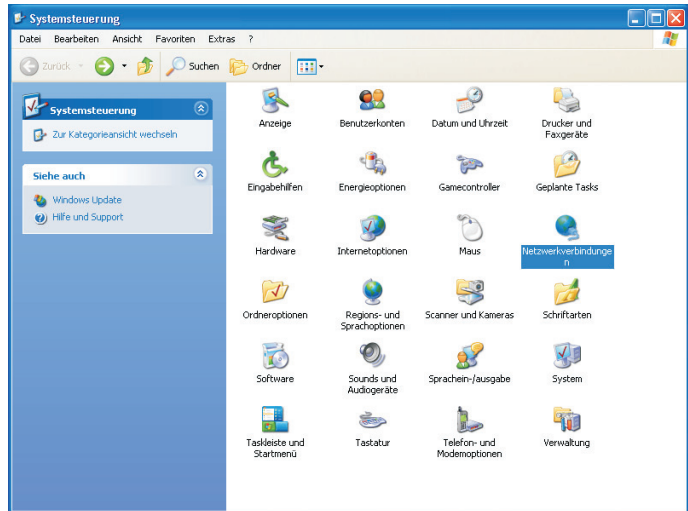 Systemsteuerung
Datei Bearbeiten Ansicht Favoriten Extras ?
Zurück Suchen Ordner
Systemsteuerung
Zur Kategorieansicht wechseln
Siehe auch
Windows Update
Hilfe und Support
Anzeige
Benutzerkonten
Datum und Uhrzeit
Drucker und
Faxgeräte
Eingabehilfen
Energieoptionen
Gamecontroller
Geplante Tasks
Hardware
Internetoptionen
Maus
Netzwerkverbindunge
n
Ordneroptionen
Regions- und
Sprachoptionen
Scanner und Kameras
Schriftarten
Software
Sounds und
Audiogeräte
Sprachein-/ausgabe
System
Taskleiste und
Startmenü
Tastatur
Telefon- und
Modemoptionen
Verwaltung